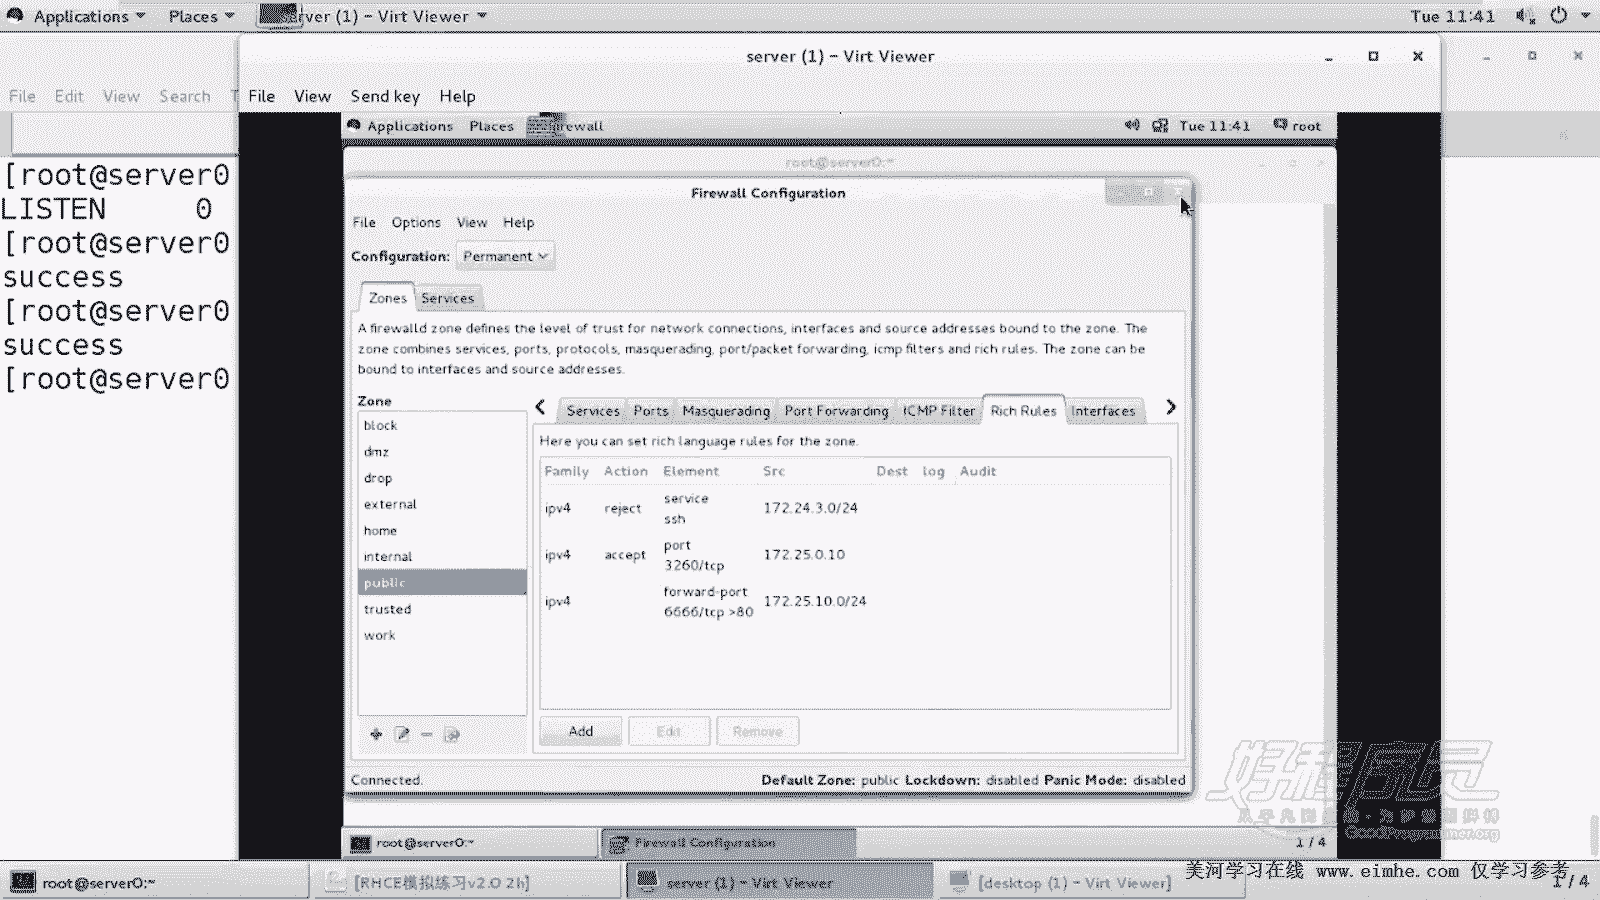 Applications Places server (1) – Virt Viewer Tue 11:41
server (1) – Virt Viewer
File Edit View Search T
File View Send key Help
Applications Places Firewall Tue 11:41 root
root@server0:~
[root@server0
LISTEN 0
[root@server0
success
[root@server0
success
[root@server0
Firewall Configuration
File Options View Help
Configuration: Permanent
Zones Services
A firewalld zone defines the level of trust for network connections, interfaces and source addresses bound to the zone. The
zone combines services, ports, protocols, masquerading, port/packet forwarding, icmp filters and rich rules. The zone can be
bound to interfaces and source addresses.
Zone
block
dmz
drop
external
home
internal
public
trusted
work
Services Ports Masquerading Port Forwarding ICMP Filter Rich Rules Interfaces
Here you can set rich language rules for the zone.
Family Action Element Src Dest log Audit
ipv4 reject service ssh 172.24.3.0/24
ipv4 accept port 3260/tcp 172.25.0.10
ipv4 forward-port 6666/tcp >80 172.25.10.0/24
Add Edit Remove
Connected.
Default Zone: public Lockdown: disabled Panic Mode: disabled
root@server0:~ Firewall Configuration 1 / 4
好程序员
GoodProgrammer.org
美河学习在线 www.eimhe.com 仅学习参考
root@server0:~ [RHCE模拟练习v2.0 2h] server (1) – Virt Viewer [desktop (1) – Virt Viewer] 1 / 4